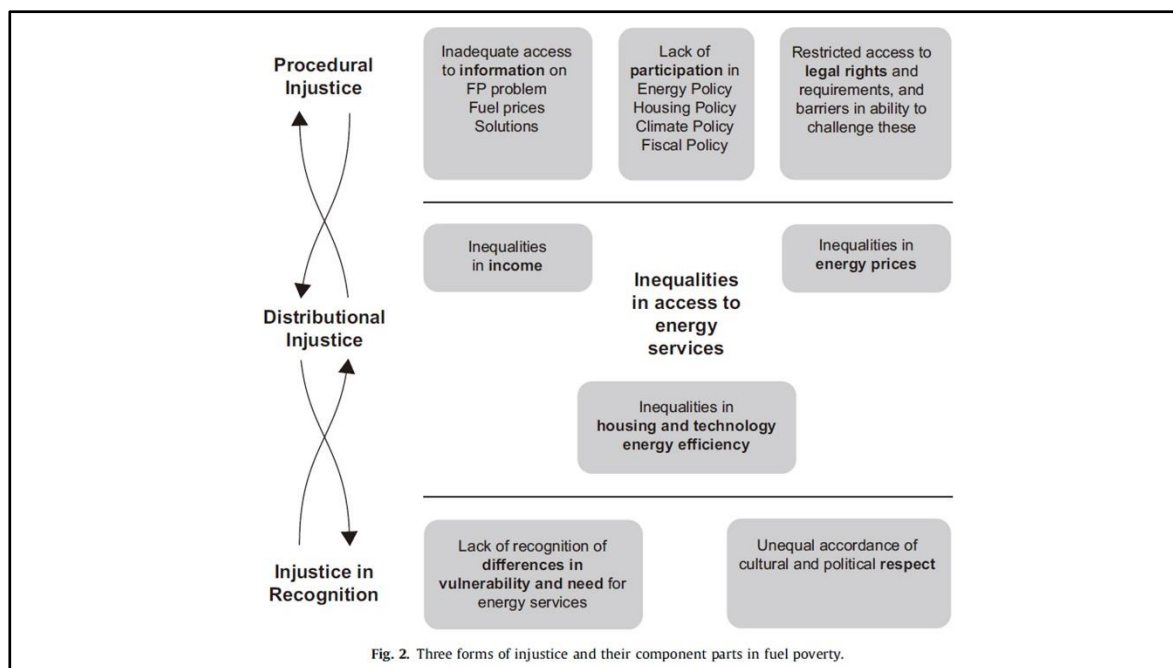 Procedural
Injustice
Inadequate access
to information on
FP problem
Fuel prices
Solutions
Lack of
participation in
Energy Policy
Housing Policy
Climate Policy
Fiscal Policy
Restricted access to
legal rights and
requirements, and
barriers in ability to
challenge these
Distributional
Injustice
Inequalities
in income
Inequalities
in access to
energy
services
Inequalities in
energy prices
Inequalities in
housing and technology
energy efficiency
Injustice in
Recognition
Lack of recognition of
differences in
vulnerability and need for
energy services
Unequal accordance of
cultural and political respect
Fig. 2. Three forms of injustice and their component parts in fuel poverty.